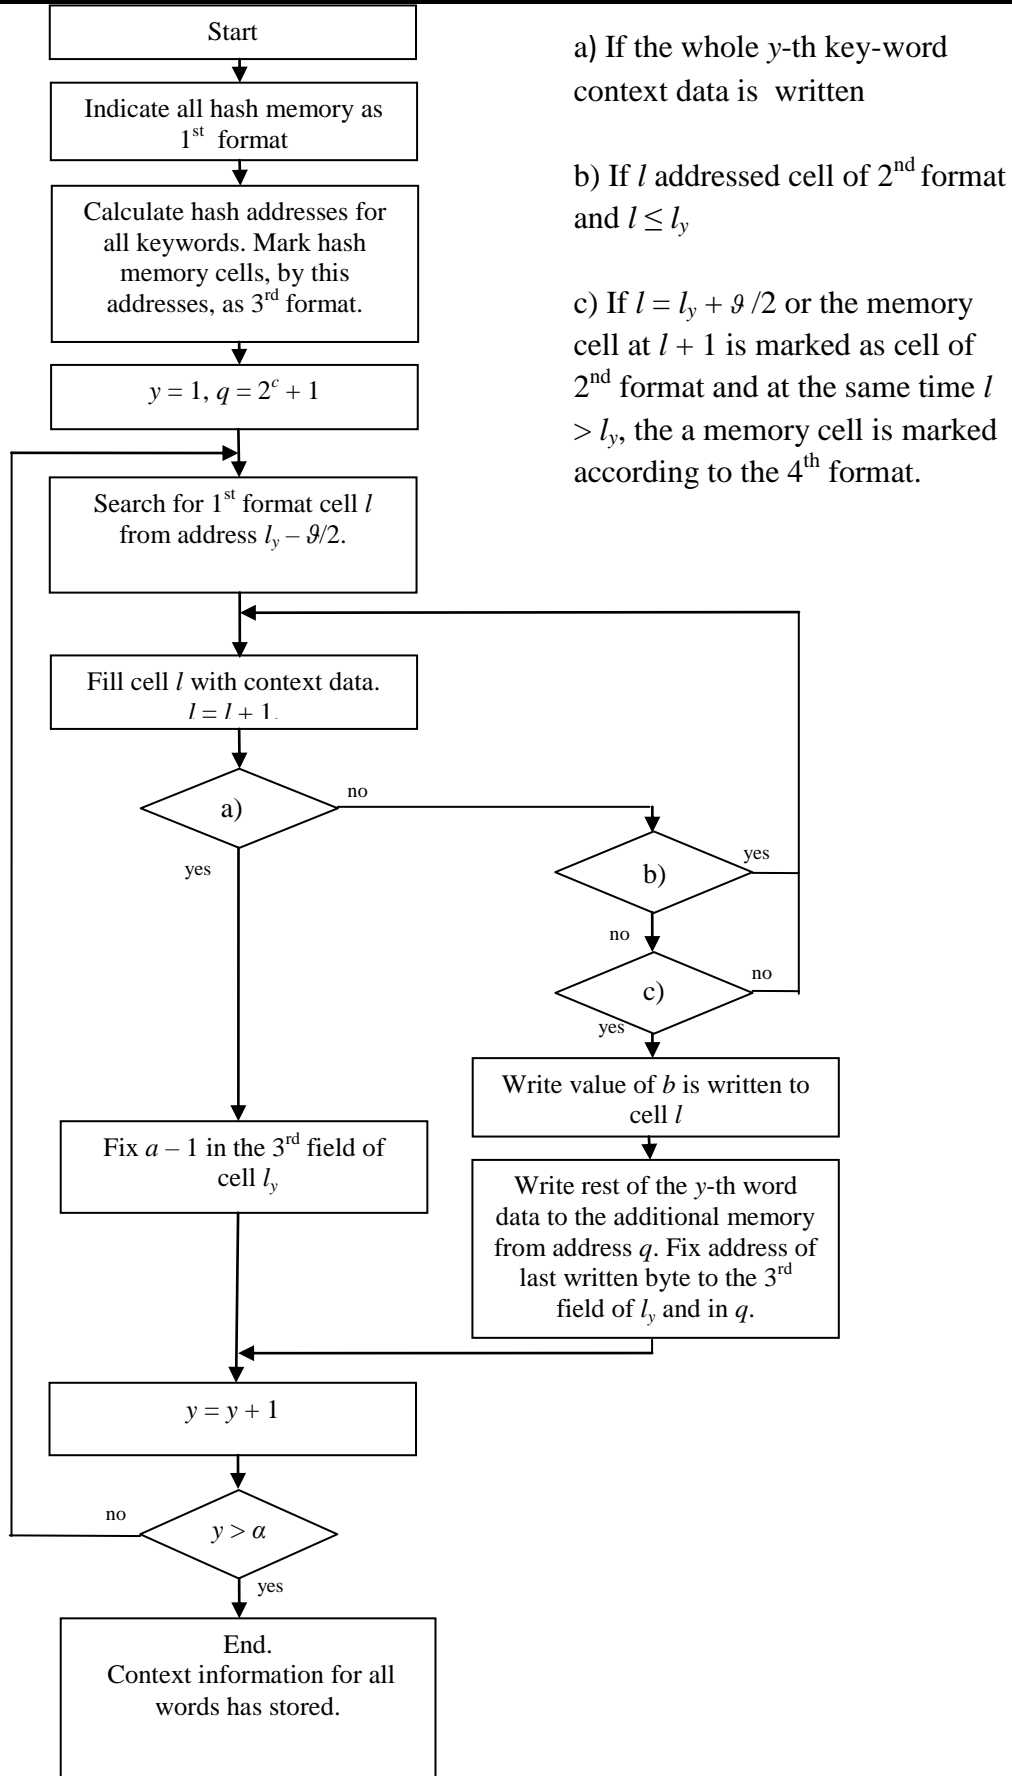 Start
Indicate all hash memory as
1st format
Calculate hash addresses for
all keywords. Mark hash
memory cells, by this
addresses, as 3rd format.
y = 1, q = 2^c + 1
Search for 1st format cell l
from address l_y – ϑ/2.
Fill cell l with context data.
l = l + 1.
a)
no
yes
b)
yes
no
c)
no
yes
Write value of b is written to
cell l
Fix a – 1 in the 3rd field of
cell l_y
Write rest of the y-th word
data to the additional memory
from address q. Fix address of
last written byte to the 3rd
field of l_y and in q.
y = y + 1
no
y > α
yes
End.
Context information for all
words has stored.
a) If the whole y-th key-word
context data is written
b) If l addressed cell of 2nd format
and l ≤ l_y
c) If l = l_y + ϑ /2 or the memory
cell at l + 1 is marked as cell of
2nd format and at the same time l
> l_y, the a memory cell is marked
according to the 4th format.